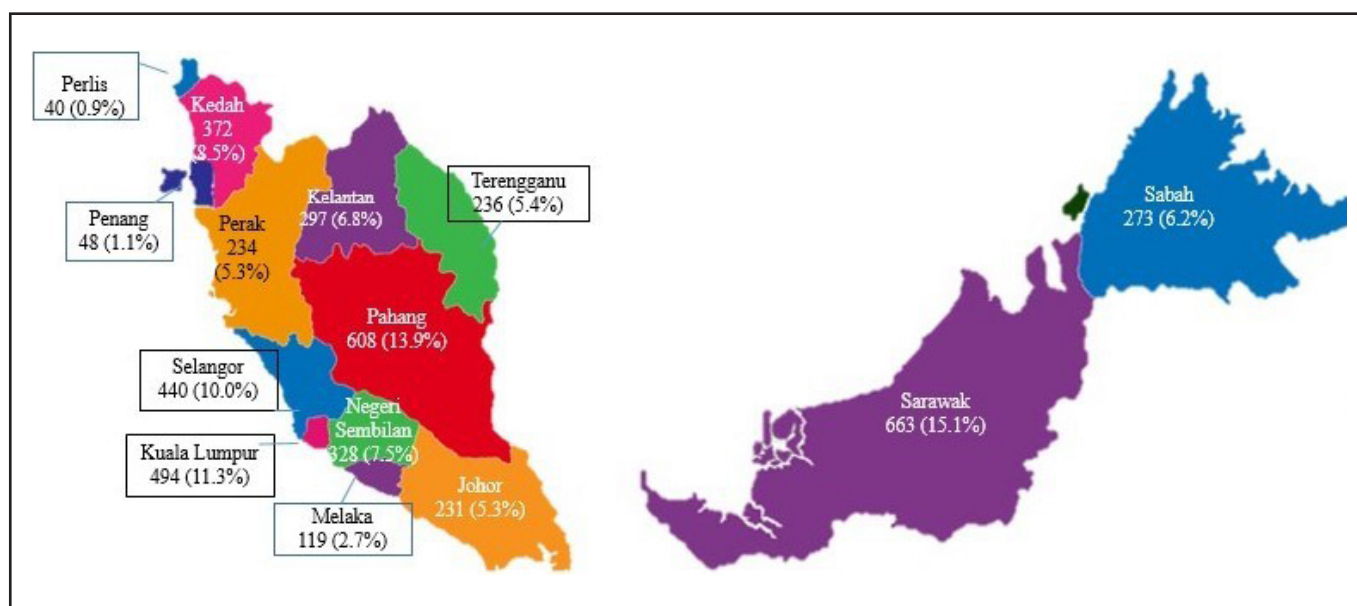 Perlis
40 (0.9%)
Kedah
372
(8.5%)
Penang
48 (1.1%)
Perak
234
(5.3%)
Kelantan
297 (6.8%)
Terengganu
236 (5.4%)
Pahang
608 (13.9%)
Selangor
440 (10.0%)
Kuala Lumpur
494 (11.3%)
Negeri
Sembilan
328 (7.5%)
Melaka
119 (2.7%)
Johor
231 (5.3%)
Sabah
273 (6.2%)
Sarawak
663 (15.1%)